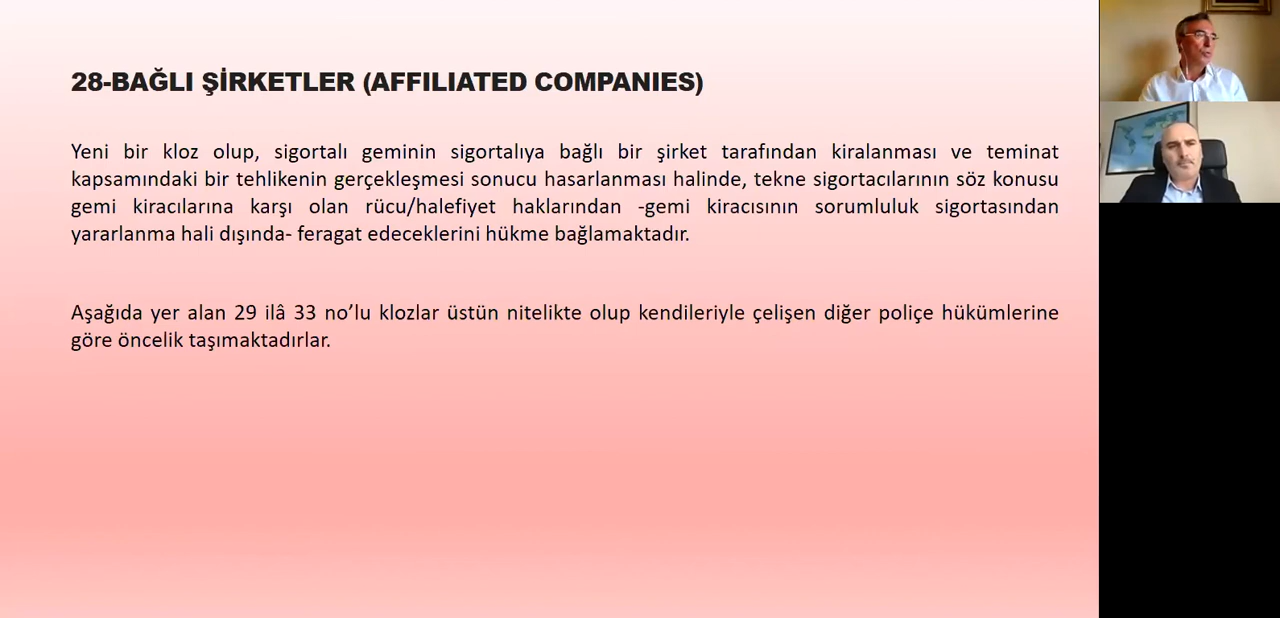 28-BAĞLI ŞİRKETLER (AFFILIATED COMPANIES)
Yeni bir kloz olup, sigortalı geminin sigortalıya bağlı bir şirket tarafından kiralanması ve teminat
kapsamındaki bir tehlikenin gerçekleşmesi sonucu hasarlanması halinde, tekne sigortacılarının söz konusu
gemi kiracılarına karşı olan rücu/halefiyet haklarından -gemi kiracısının sorumluluk sigortasından
yararlanma hali dışında- feragat edeceklerini hükme bağlamaktadır.
Aşağıda yer alan 29 ilâ 33 no’lu klozlar üstün nitelikte olup kendileriyle çelişen diğer poliçe hükümlerine
göre öncelik taşımaktadırlar.